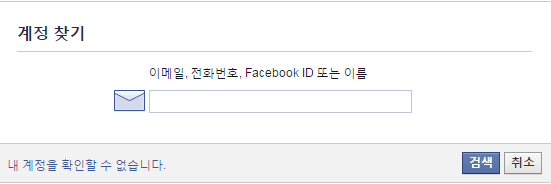 계정 찾기
이메일, 전화번호, Facebook ID 또는 이름
내 계정을 확인할 수 없습니다.
검색
취소